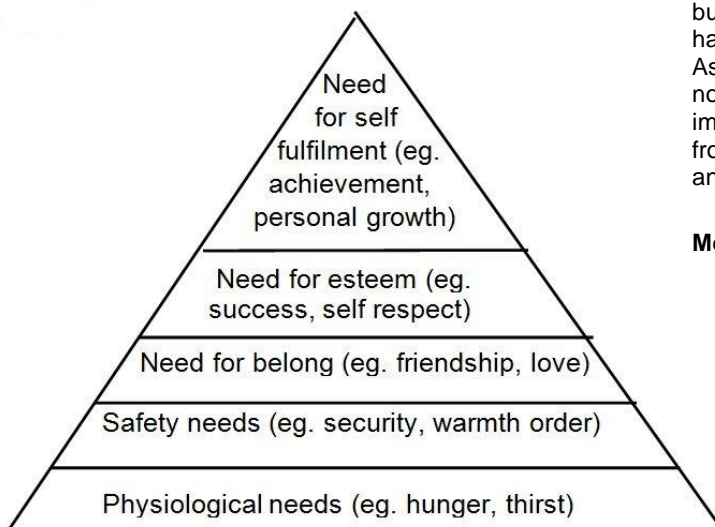 Need
for self
fulfilment (eg.
achievement,
personal growth)
Need for esteem (eg.
success, self respect)
Need for belong (eg. friendship, love)
Safety needs (eg. security, warmth order)
Physiological needs (eg. hunger, thirst)